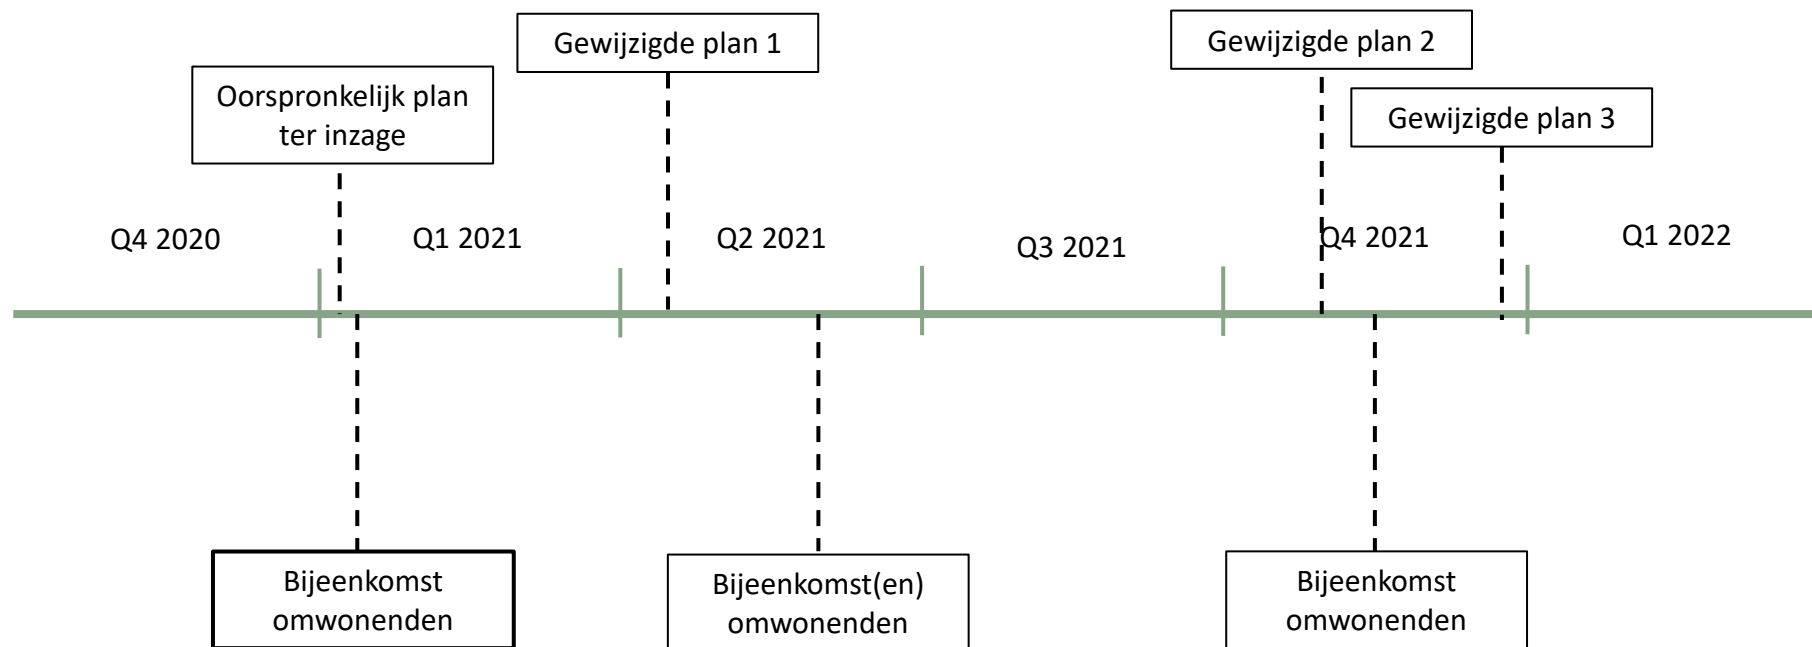 Gewijzigde plan 1
Gewijzigde plan 2
Oorspronkelijk plan
ter inzage
Gewijzigde plan 3
Q4 2020
Q1 2021
Q2 2021
Q3 2021
Q4 2021
Q1 2022
Bijeenkomst
omwonenden
Bijeenkomst(en)
omwonenden
Bijeenkomst
omwonenden